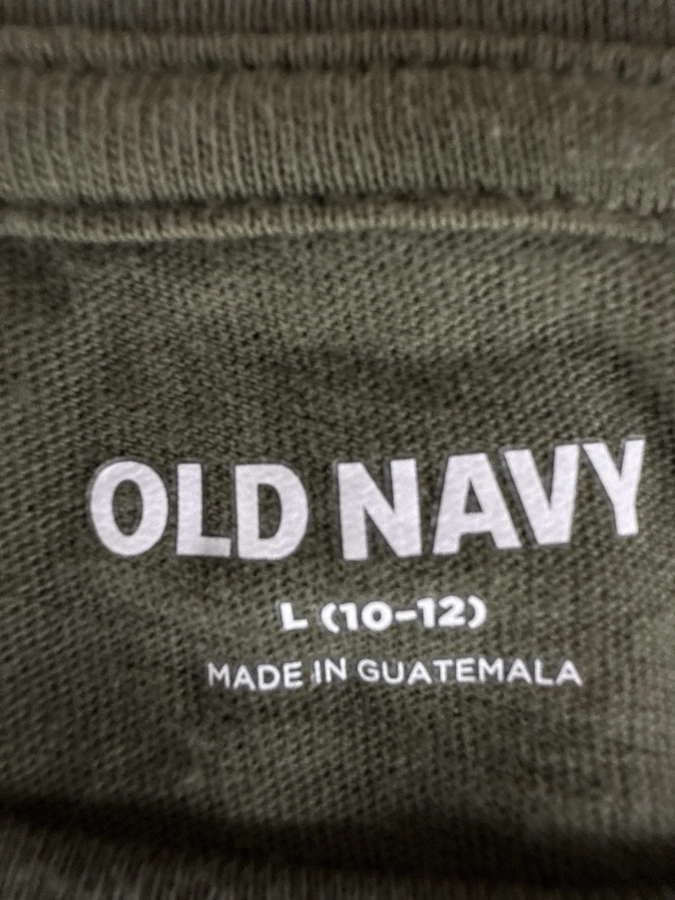 OLD NAVY
L (10-12)
MADE IN GUATEMALA